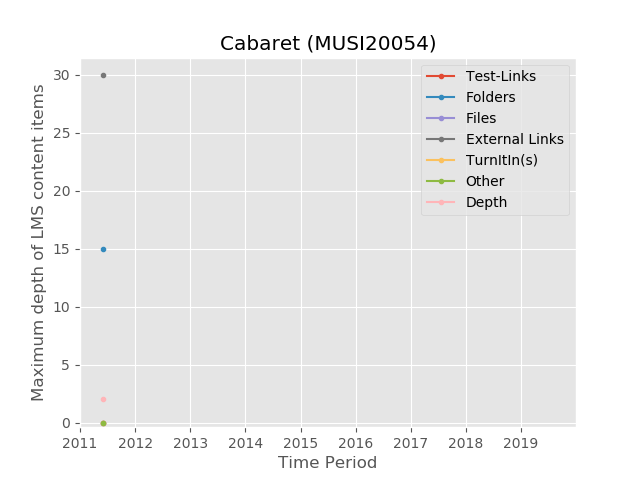 Cabaret (MUSI20054)
Maximum depth of LMS content items
30
25
20
15
10
5
0
2011 2012 2013 2014 2015 2016 2017 2018 2019
Time Period
Test-Links
Folders
Files
External Links
TurnItIn(s)
Other
Depth